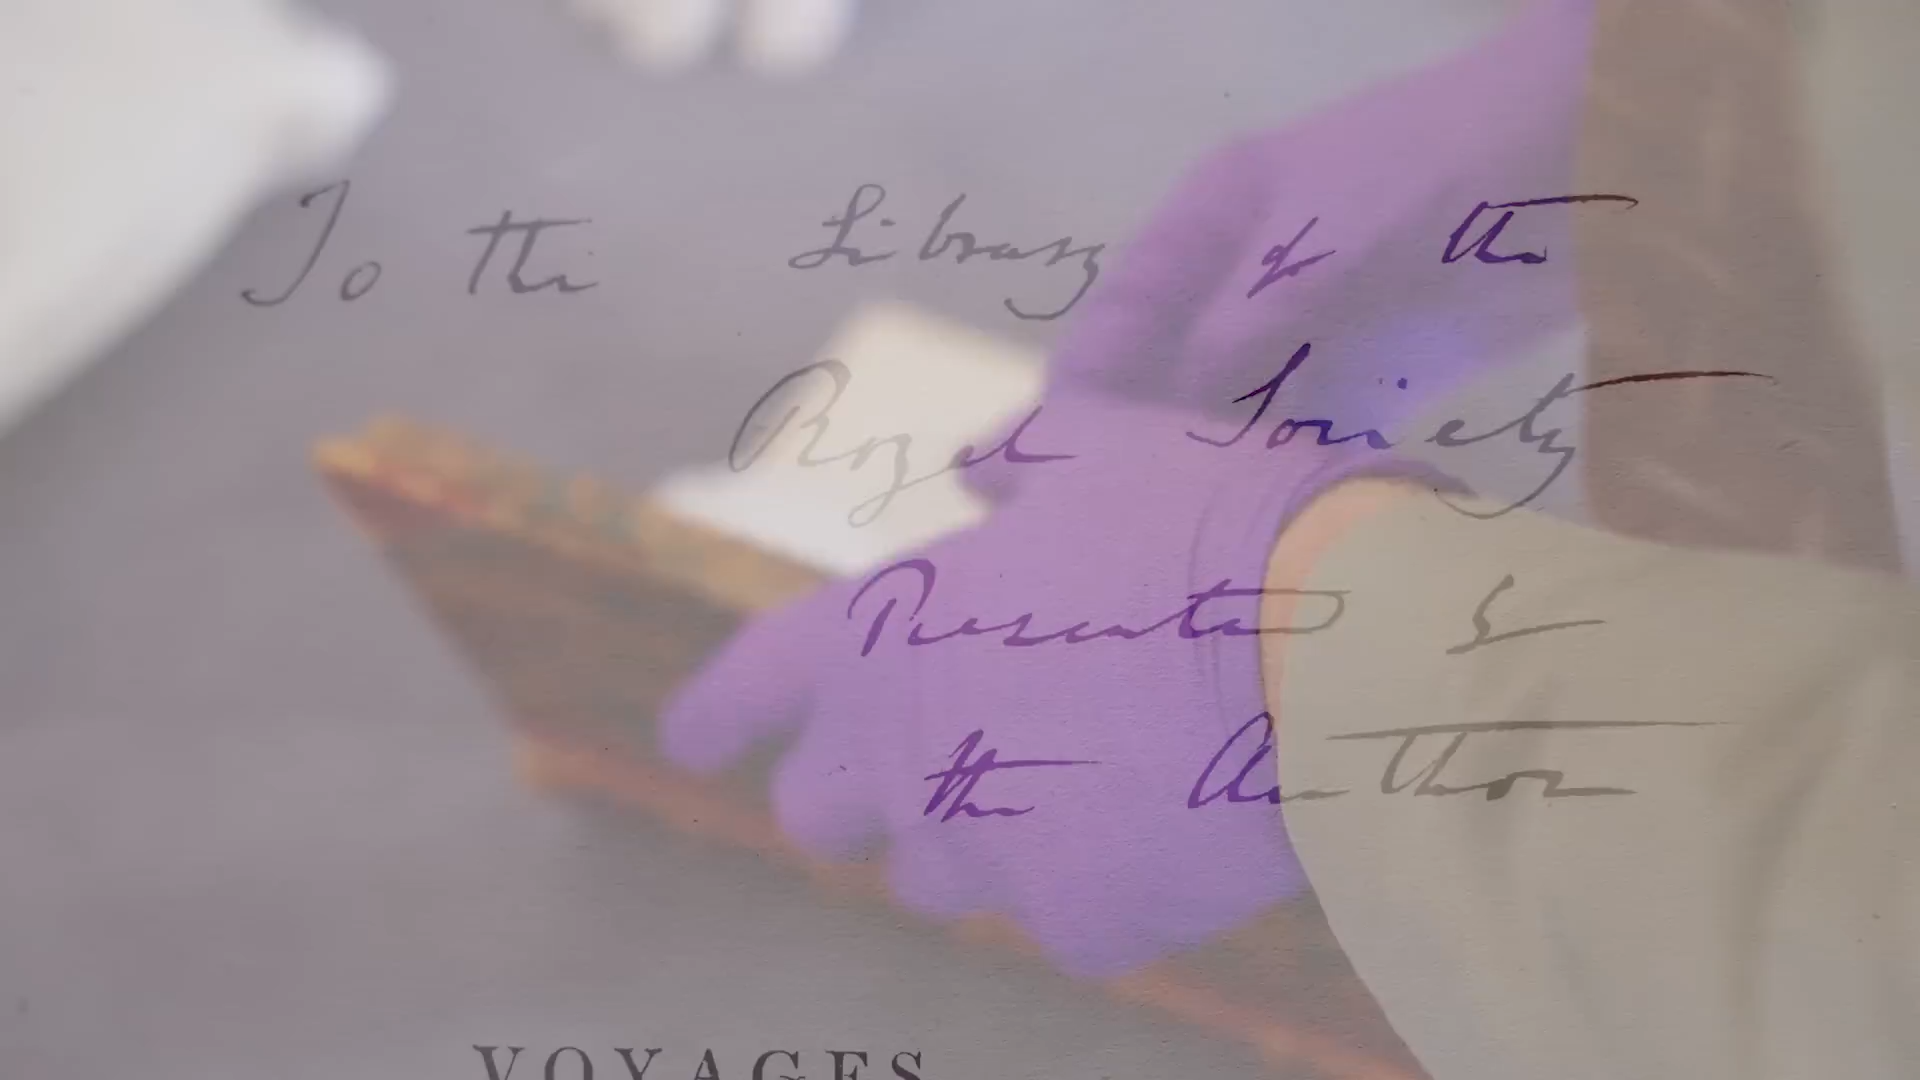 To the Library of the
Royal Society
Presented by
the Author
VOYAGES